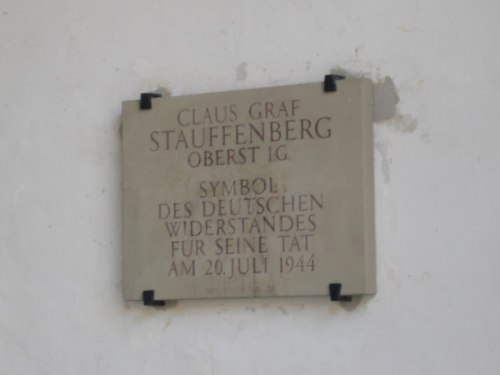 CLAUS GRAF
STAUFFENBERG
OBERST I.G.
SYMBOL
DES DEUTSCHEN
WIDERSTANDES
FÜR SEINE TAT
AM 20. JULI 1944